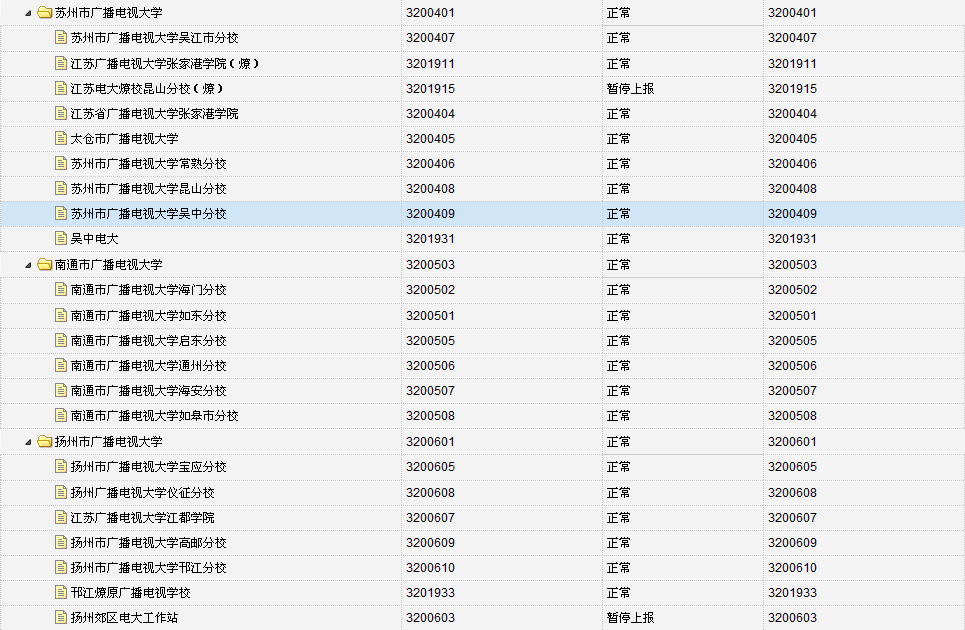 苏州市广播电视大学 3200401 正常 3200401
苏州市广播电视大学吴江市分校 3200407 正常 3200407
江苏广播电视大学张家港学院(燎) 3201911 正常 3201911
江苏电大燎校昆山分校(燎) 3201915 暂停上报 3201915
江苏省广播电视大学张家港学院 3200404 正常 3200404
太仓市广播电视大学 3200405 正常 3200405
苏州市广播电视大学常熟分校 3200406 正常 3200406
苏州市广播电视大学昆山分校 3200408 正常 3200408
苏州市广播电视大学吴中分校 3200409 正常 3200409
吴中电大 3201931 正常 3201931
南通市广播电视大学 3200503 正常 3200503
南通市广播电视大学海门分校 3200502 正常 3200502
南通市广播电视大学如东分校 3200501 正常 3200501
南通市广播电视大学启东分校 3200505 正常 3200505
南通市广播电视大学通州分校 3200506 正常 3200506
南通市广播电视大学海安分校 3200507 正常 3200507
南通市广播电视大学如皋市分校 3200508 正常 3200508
扬州市广播电视大学 3200601 正常 3200601
扬州市广播电视大学宝应分校 3200605 正常 3200605
扬州广播电视大学仪征分校 3200608 正常 3200608
江苏广播电视大学江都学院 3200607 正常 3200607
扬州市广播电视大学高邮分校 3200609 正常 3200609
扬州市广播电视大学邗江分校 3200610 正常 3200610
邗江燎原广播电视学校 3201933 正常 3201933
扬州郊区电大工作站 3200603 暂停上报 3200603